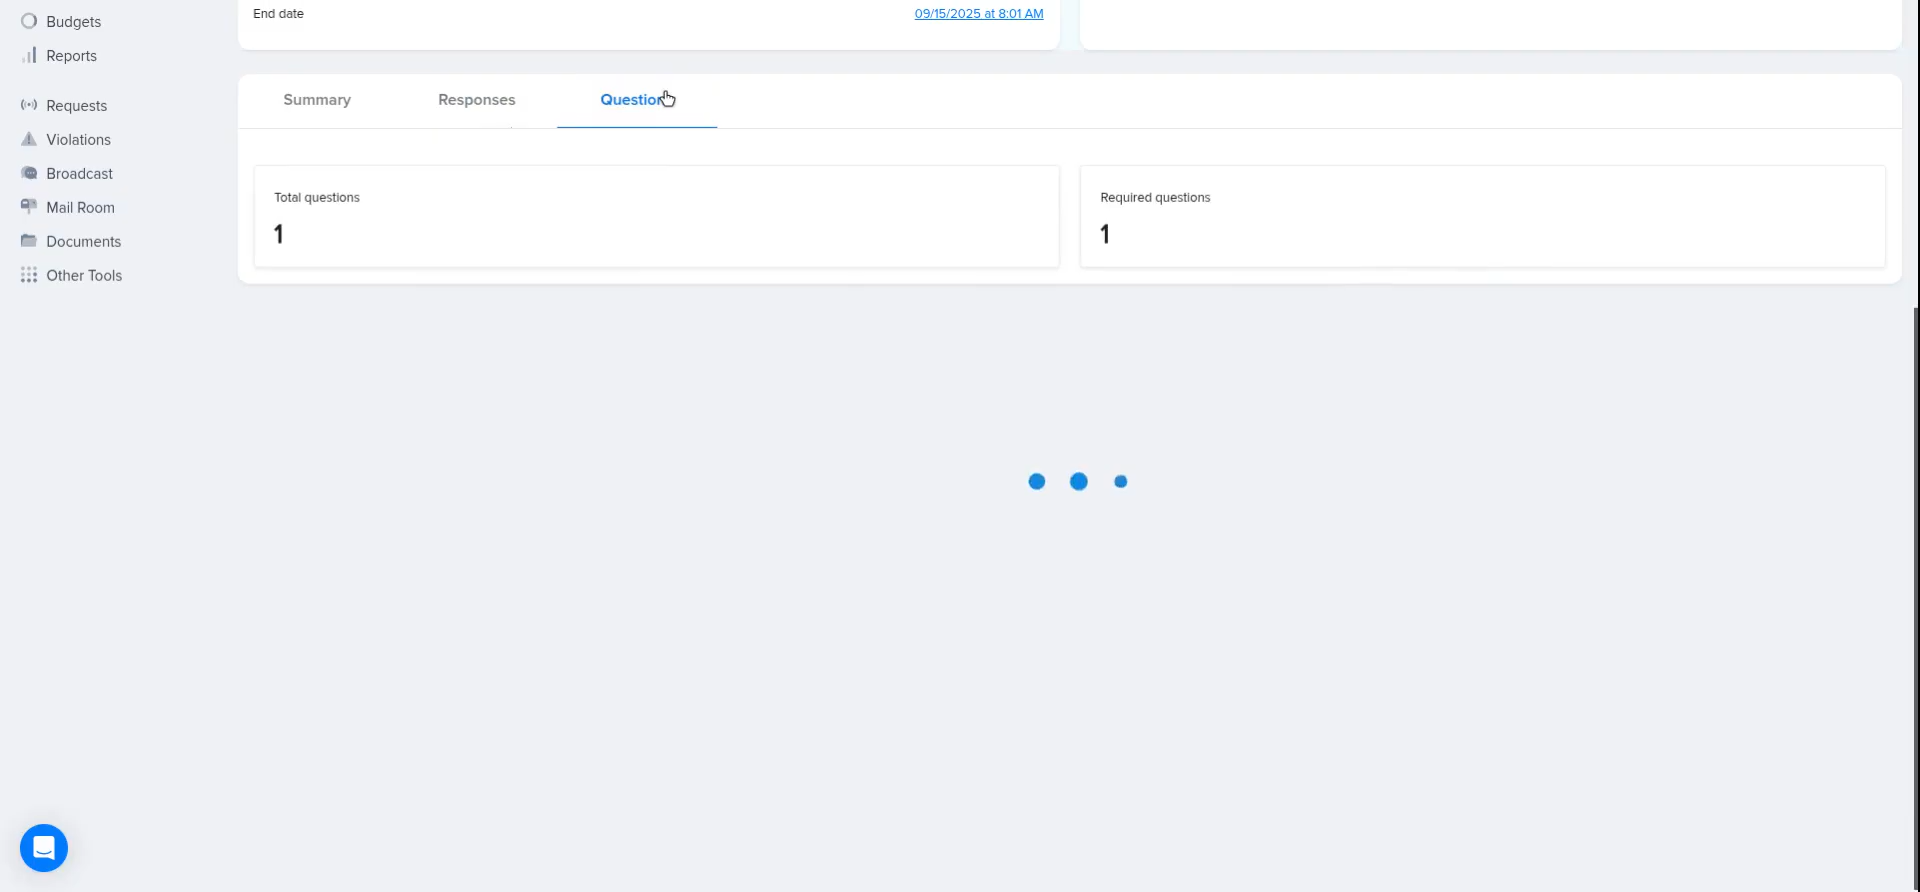 Budgets
Reports
Requests
Violations
Broadcast
Mail Room
Documents
Other Tools
End date 09/15/2025 at 8:01 AM
Summary Responses Question
Total questions
1
Required questions
1